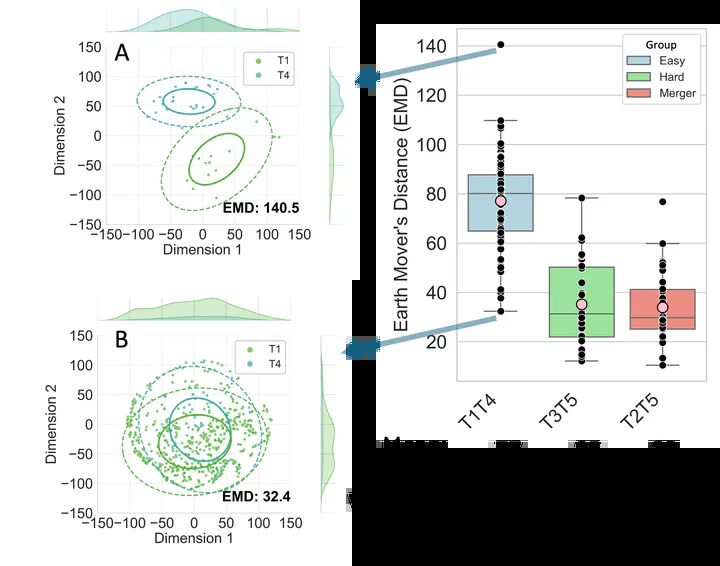 A
T1
T4
150
100
50
0
−50
−100
−150
Dimension 2
EMD: 140.5
−150−100 −50 0 50 100 150
Dimension 1
B
T1
T4
150
100
50
0
−50
−100
−150
Dimension 2
EMD: 32.4
−150−100 −50 0 50 100 150
Dimension 1
Group
Easy
Hard
Merger
140
120
100
80
60
40
20
Earth Mover's Distance (EMD)
T1T4
T3T5
T2T5